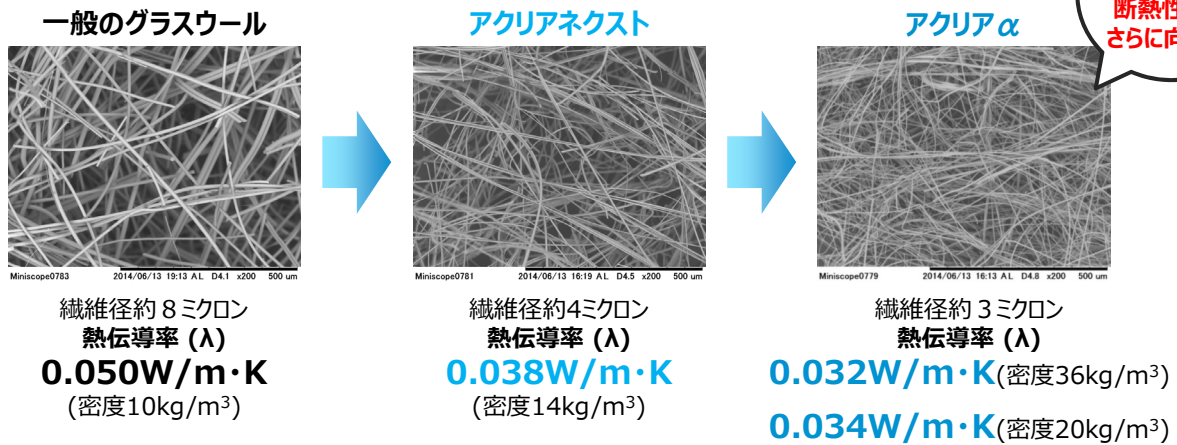 一般のグラスウール
アクリアネクスト
アクリアα
断熱性
さらに向
Miniscope0783 2014/06/13 19:13 AL D4.1 x200 500 um
Miniscope0781 2014/06/13 16:19 AL D4.5 x200 500 um
Miniscope0779 2014/06/13 16:13 AL D4.8 x200 500 um
繊維径約８ミクロン
熱伝導率 (λ)
0.050W/m･K
(密度10kg/m³)
繊維径約4ミクロン
熱伝導率 (λ)
0.038W/m･K
(密度14kg/m³)
繊維径約３ミクロン
熱伝導率 (λ)
0.032W/m･K(密度36kg/m³)
0.034W/m･K(密度20kg/m³)